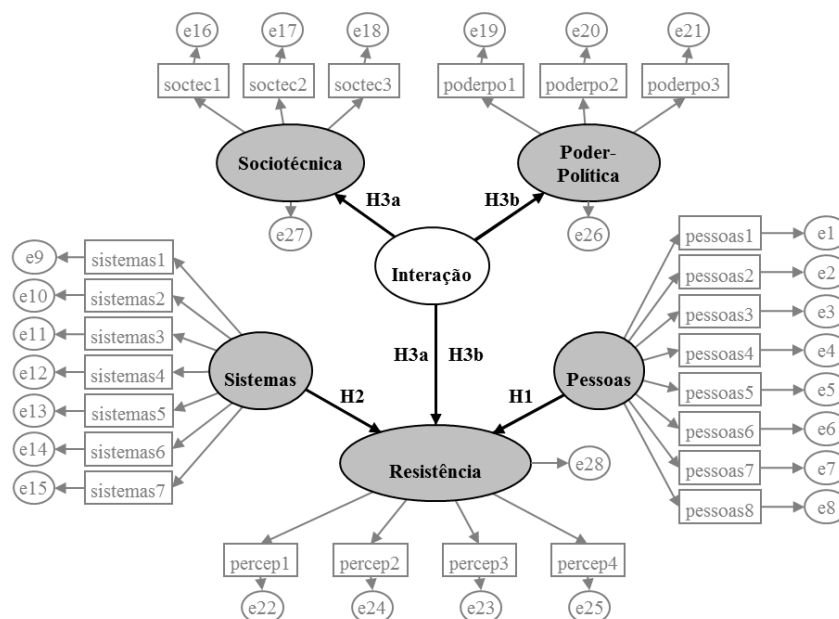 e16 e17 e18 e19 e20 e21
soctec1 soctec2 soctec3 poderpo1 poderpo2 poderpo3
Sociotécnica
Poder-
Política
H3a H3b
e27 e26
Interação
sistemas1 e9
sistemas2 e10
sistemas3 e11
sistemas4 e12
sistemas5 e13
sistemas6 e14
sistemas7 e15
pessoas1 e1
pessoas2 e2
pessoas3 e3
pessoas4 e4
pessoas5 e5
pessoas6 e6
pessoas7 e7
pessoas8 e8
H3a H3b
Sistemas
Pessoas
H2 H1
Resistência
e28
percep1 percep2 percep3 percep4
e22 e24 e23 e25